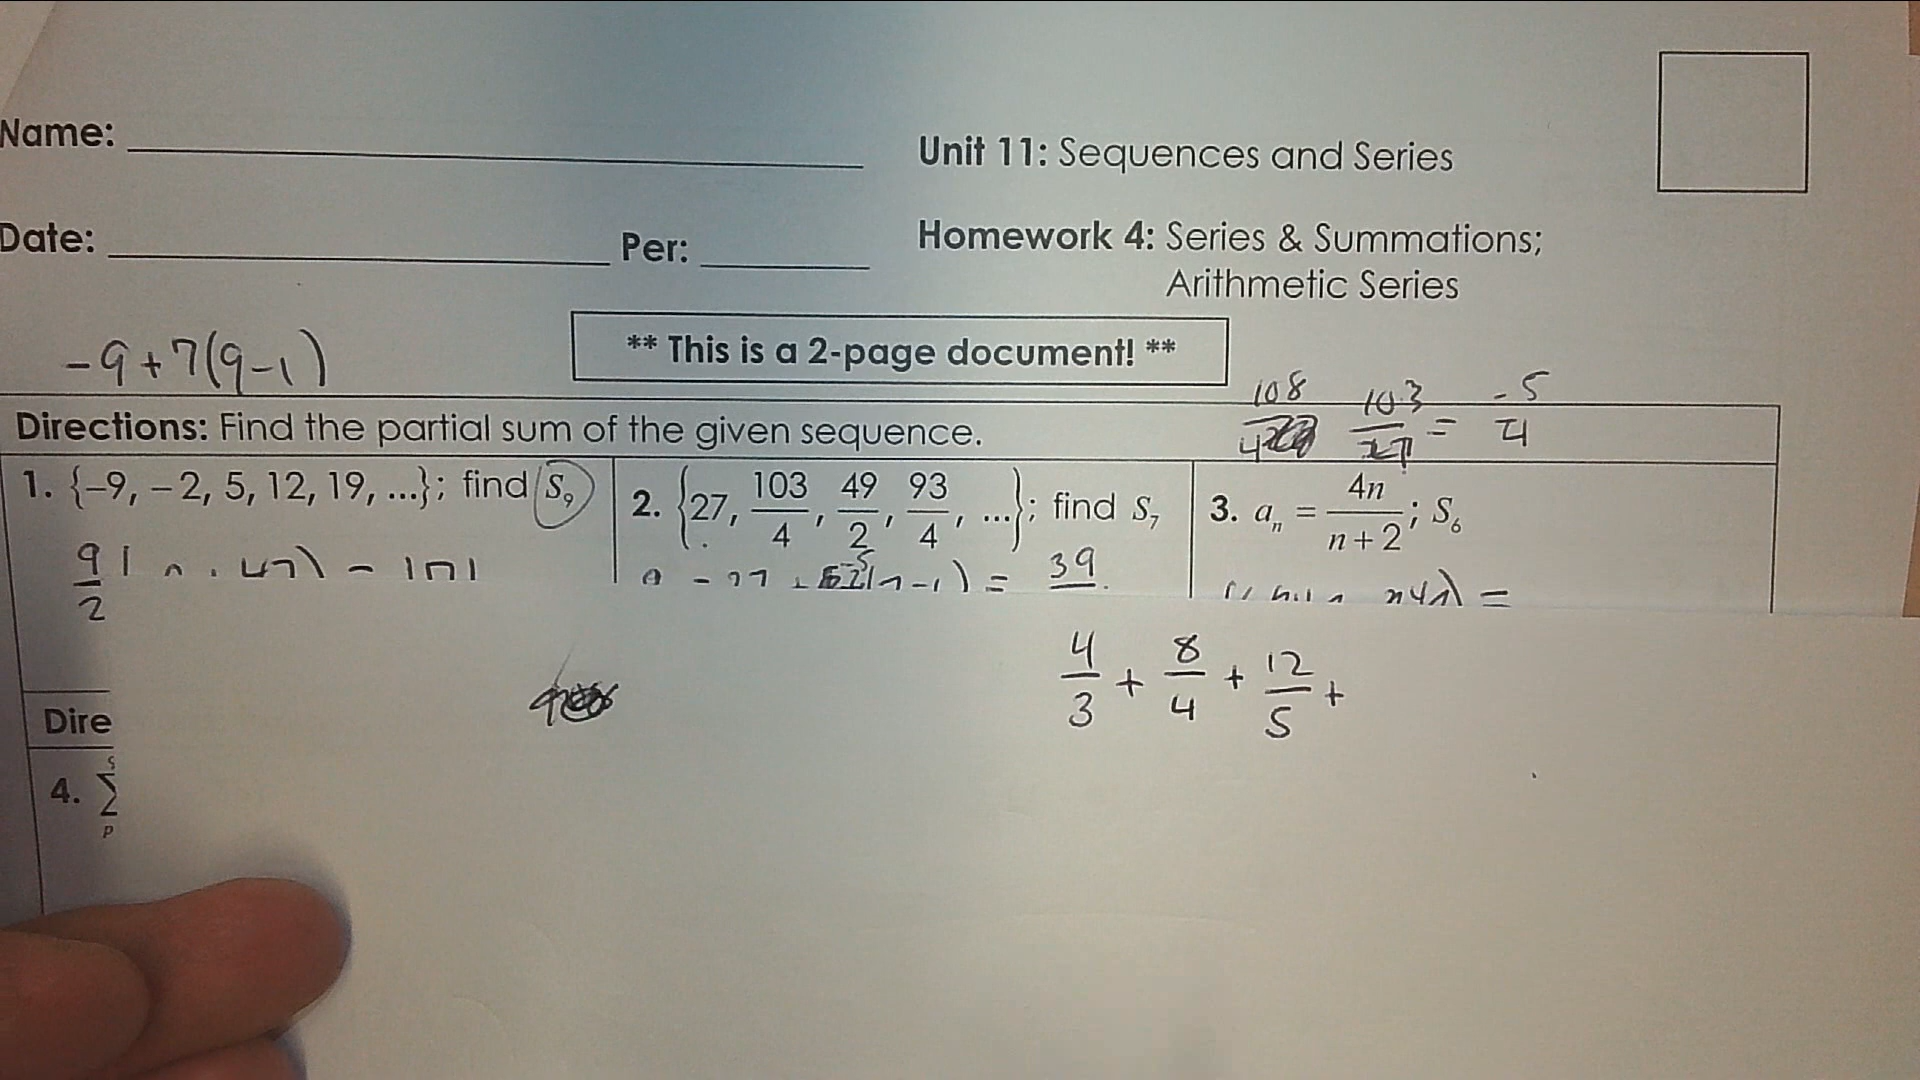 Name:
Unit 11: Sequences and Series
Date: Per:
Homework 4: Series & Summations;
Arithmetic Series
** This is a 2-page document! **
-9+7(9-1)
108/4 103/4 = -5/4
Directions: Find the partial sum of the given sequence.
1. {–9, – 2, 5, 12, 19, ...}; find S₉
2. {27, 103/4, 49/2, 93/4, ...}; find S₇
3. aₙ = 4n/(n + 2); S₆
9/2
39
4/3 + 8/4 + 12/5 +
Dire
4. Σ
p